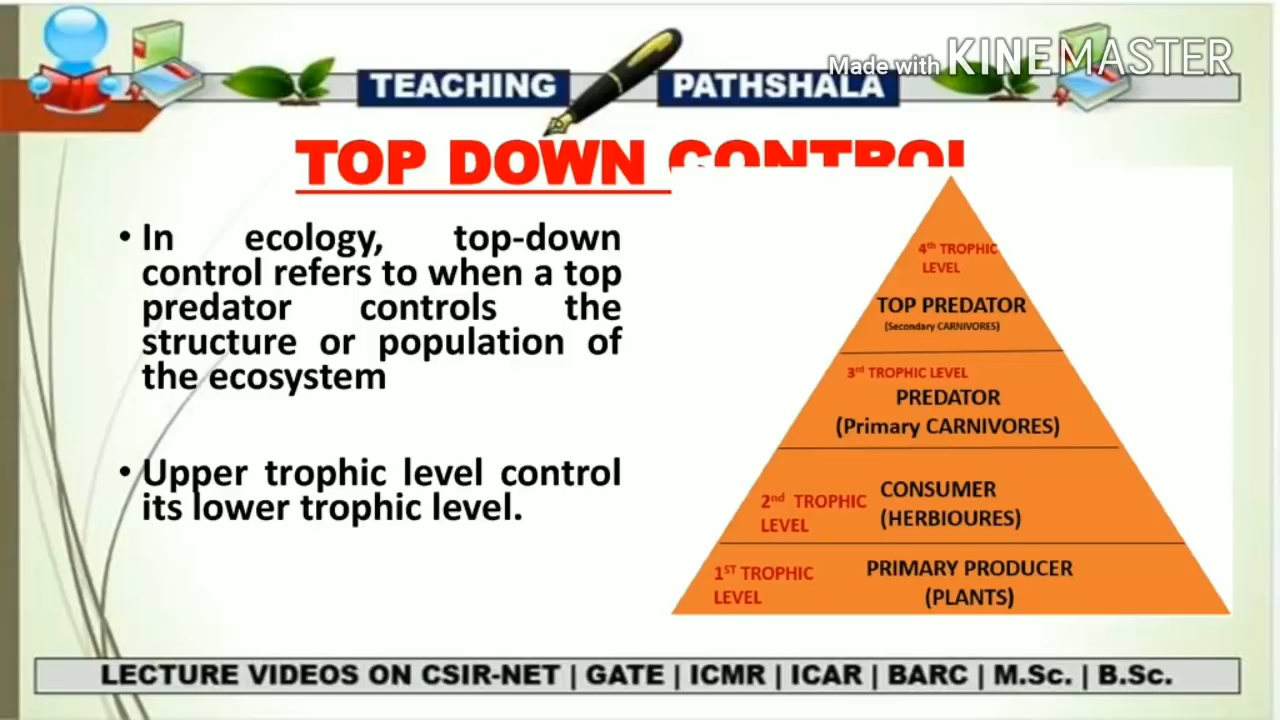 Made with KINEMASTER
TEACHING PATHSHALA
TOP DOWN CONTROL
• In ecology, top-down
control refers to when a top
predator controls the
structure or population of
the ecosystem
• Upper trophic level control
its lower trophic level.
4th TROPHIC
LEVEL
TOP PREDATOR
(Secondary CARNIVORES)
3rd TROPHIC LEVEL
PREDATOR
(Primary CARNIVORES)
2nd TROPHIC
LEVEL
CONSUMER
(HERBIOURES)
1ST TROPHIC
LEVEL
PRIMARY PRODUCER
(PLANTS)
LECTURE VIDEOS ON CSIR-NET | GATE | ICMR | ICAR | BARC | M.Sc. | B.Sc.